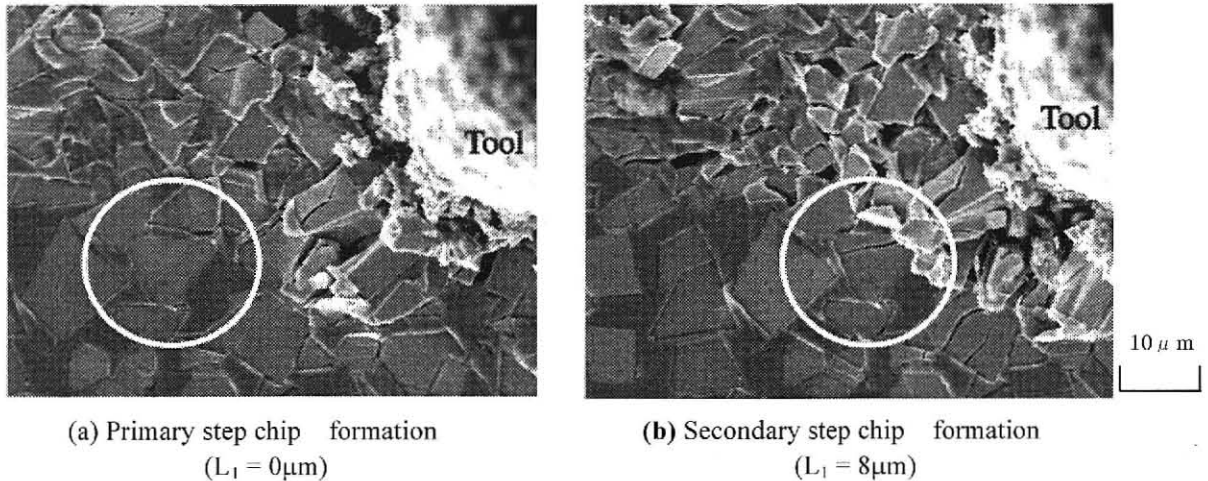 Tool
Tool
10 μ m
(a) Primary step chip formation
(L₁ = 0μm)
(b) Secondary step chip formation
(L₁ = 8μm)